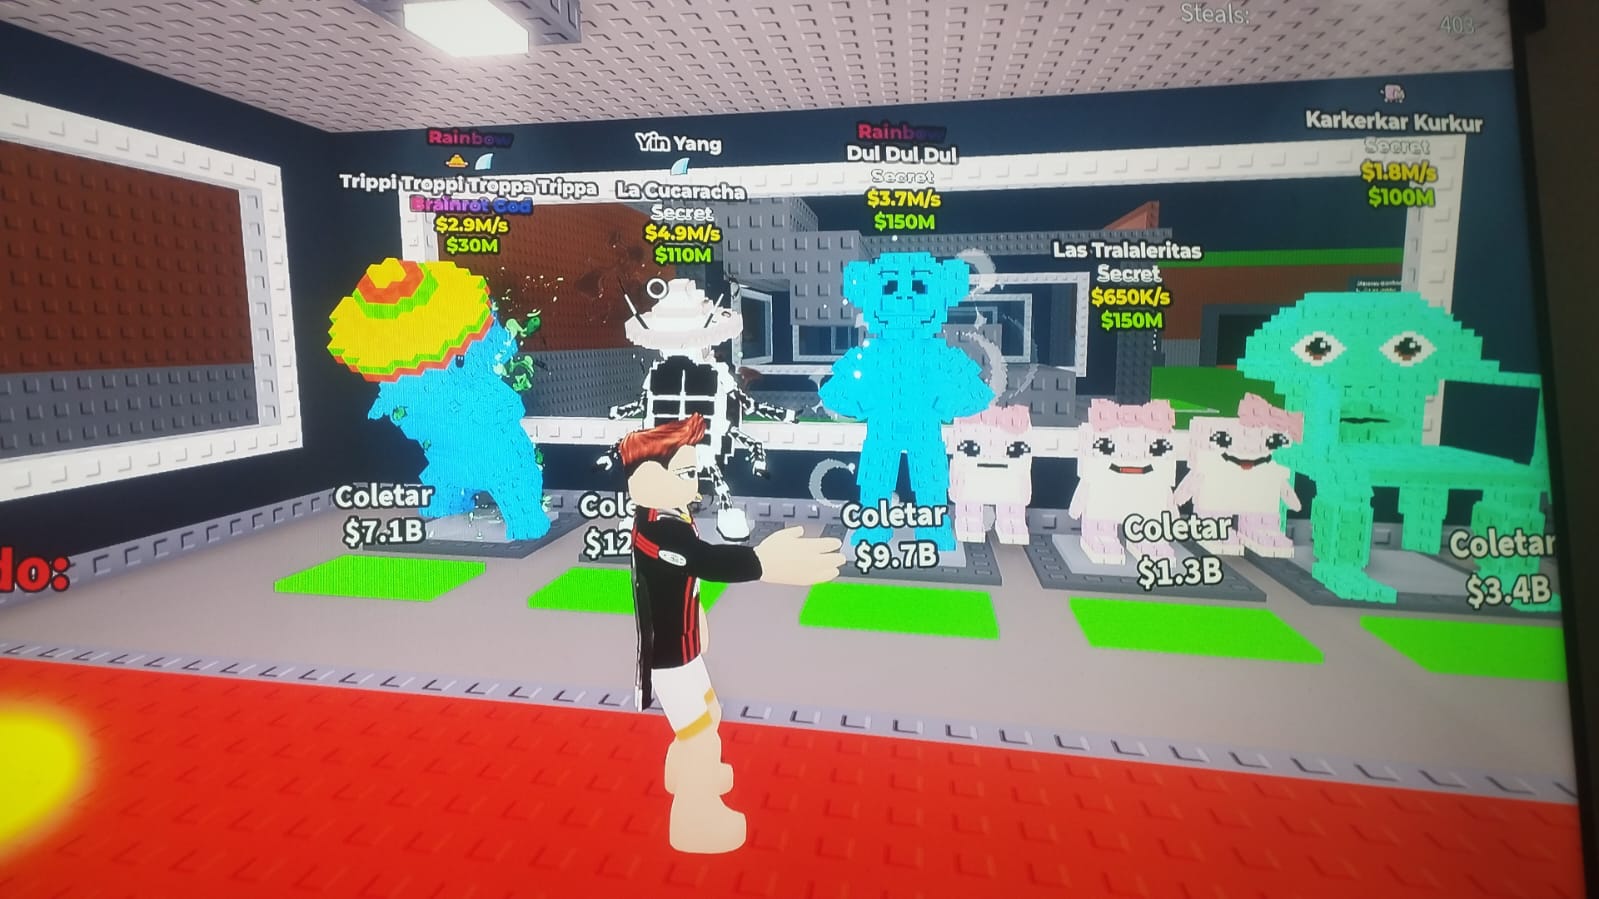 Steals:
403
Rainbow
Trippi Troppi Troppa Trippa
Brainrot God
$2.9M/s
$30M
Yin Yang
La Cucaracha
Secret
$4.9M/s
$110M
Rainbow
Dul Dul Dul
Secret
$3.7M/s
$150M
Las Tralaleritas
Secret
$650K/s
$150M
Karkerkar Kurkur
Secret
$1.8M/s
$100M
Coletar
$7.1B
Cole
$12
Coletar
$9.7B
Coletar
$1.3B
Coletar
$3.4B
do: